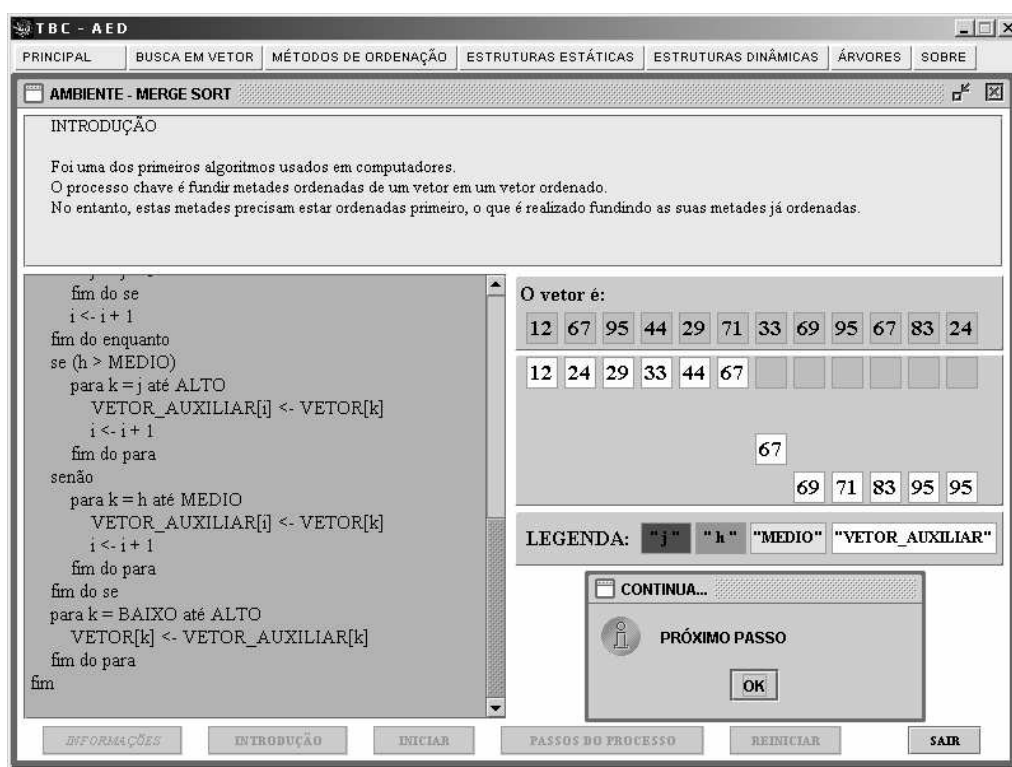 TBC - AED
PRINCIPAL BUSCA EM VETOR MÉTODOS DE ORDENAÇÃO ESTRUTURAS ESTÁTICAS ESTRUTURAS DINÂMICAS ÁRVORES SOBRE
AMBIENTE - MERGE SORT
INTRODUÇÃO
Foi uma dos primeiros algoritmos usados em computadores.
O processo chave é fundir metades ordenadas de um vetor em um vetor ordenado.
No entanto, estas metades precisam estar ordenadas primeiro, o que é realizado fundindo as suas metades já ordenadas.
fim do se
i <- i + 1
fim do enquanto
se (h > MEDIO)
para k = j até ALTO
VETOR_AUXILIAR[i] <- VETOR[k]
i <- i + 1
fim do para
senão
para k = h até MEDIO
VETOR_AUXILIAR[i] <- VETOR[k]
i <- i + 1
fim do para
fim do se
para k = BAIXO até ALTO
VETOR[k] <- VETOR_AUXILIAR[k]
fim do para
fim
O vetor é:
12 67 95 44 29 71 33 69 95 67 83 24
12 24 29 33 44 67
67
69 71 83 95 95
LEGENDA: "j" "h" "MEDIO" "VETOR_AUXILIAR"
CONTINUA...
PRÓXIMO PASSO
OK
INFORMAÇÕES INTRODUÇÃO INICIAR PASSOS DO PROCESSO REINICIAR SAIR